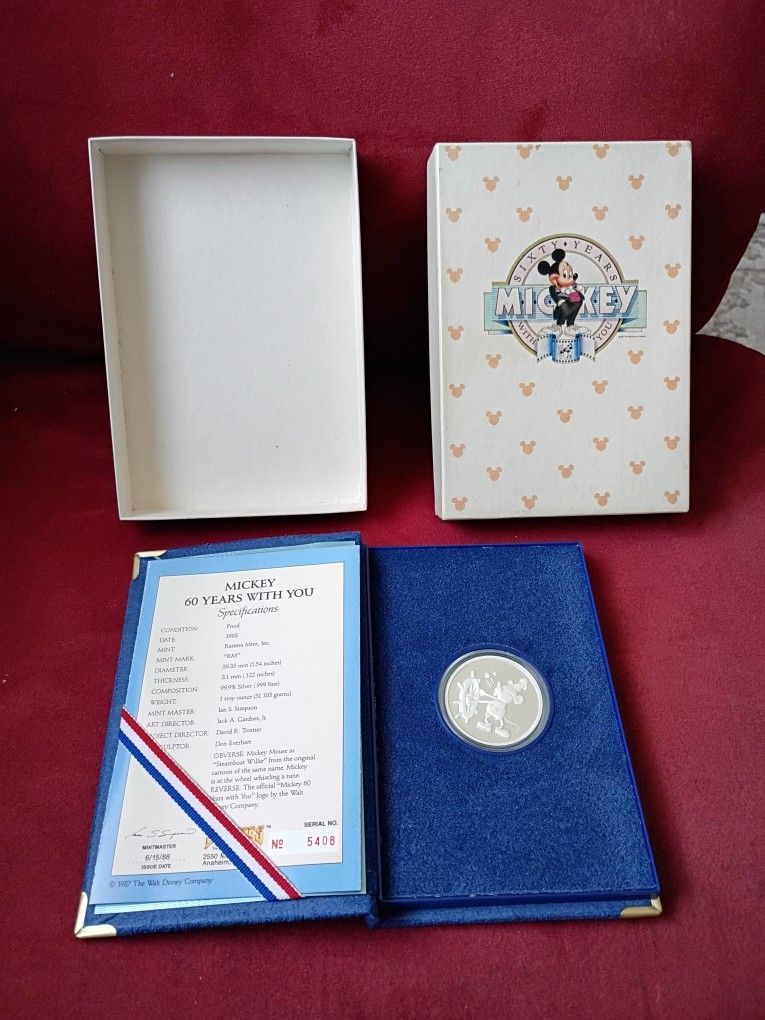 SIXTY • YEARS
MICKEY
WITH YOU
MICKEY
60 YEARS WITH YOU
Specifications
CONDITION: Proof
DATE: 1988
MINT Rarities Mint, Inc.
MINT MARK: "RM"
DIAMETER: 39.35 mm (1.54 inches)
THICKNESS: 3.1 mm (.122 inches)
COMPOSITION: 99.9% Silver (.999 fine)
WEIGHT: 1 troy ounce (31.103 grams)
MINT MASTER Ian S. Simpson
ART DIRECTOR: Jack A. Gardner, Jr.
OJECT DIRECTOR: David R. Trotter
ULPTOR: Don Everhart
OBVERSE: Mickey Mouse as
"Steamboat Willie" from the original
cartoon of the same name. Mickey
is at the wheel whistling a tune
REVERSE: The official "Mickey 60
Years with You" logo by the Walt
ney Company.
SERIAL NO.
Nº 5408
MINTMASTER
6/15/88
ISSUE DATE
2550
Anaheim,
© 1987 The Walt Disney Company